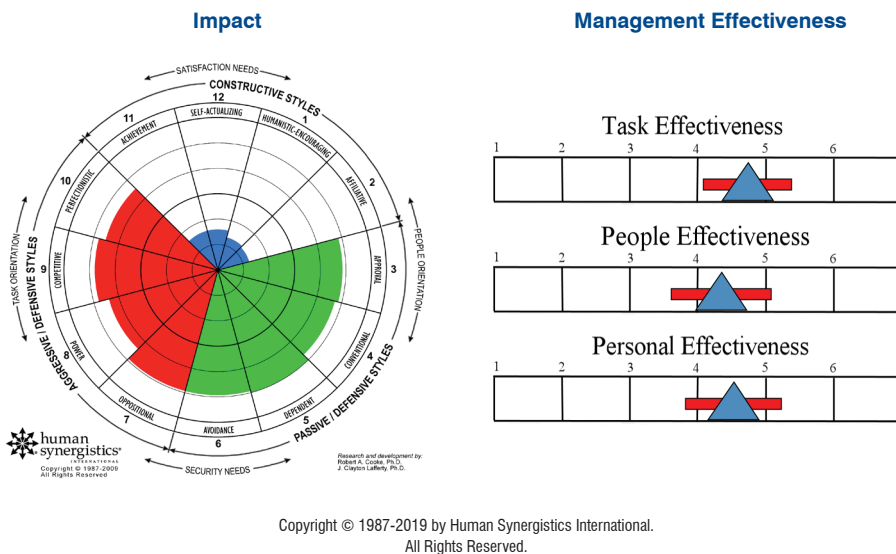 Impact
Management Effectiveness
SATISFACTION NEEDS
CONSTRUCTIVE STYLES
12
SELF-ACTUALIZING
1
HUMANISTIC-ENCOURAGING
2
AFFILIATIVE
PEOPLE ORIENTATION
3
APPROVAL
4
CONVENTIONAL
PASSIVE / DEFENSIVE STYLES
5
DEPENDENT
6
AVOIDANCE
SECURITY NEEDS
7
OPPOSITIONAL
8
POWER
AGGRESSIVE / DEFENSIVE STYLES
TASK ORIENTATION
9
COMPETITIVE
10
PERFECTIONISTIC
11
ACHIEVEMENT
human
synergistics®
INTERNATIONAL
Copyright © 1987-2009
All Rights Reserved
Research and development by:
Robert A. Cooke, Ph.D.
J. Clayton Lafferty, Ph.D.
Task Effectiveness
1 2 3 4 5 6
People Effectiveness
1 2 3 4 5 6
Personal Effectiveness
1 2 3 4 5 6
Copyright © 1987-2019 by Human Synergistics International.
All Rights Reserved.